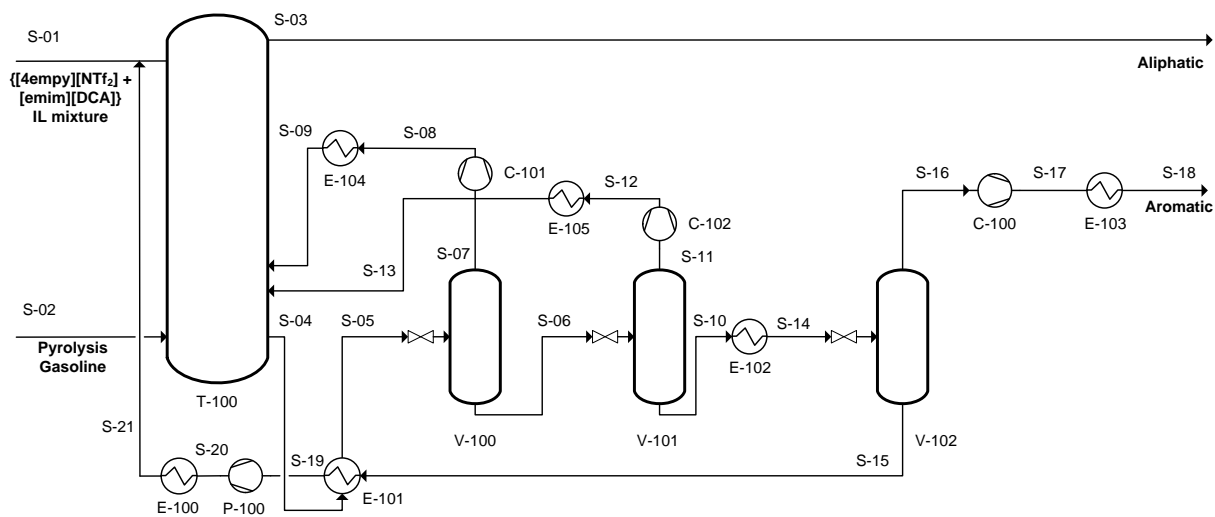 S-03
S-01
Aliphatic
{[4empy][NTf₂] +
[emim][DCA]}
IL mixture
S-09
S-08
C-101
E-104
S-12
S-16
S-17
S-18
E-105
C-102
C-100
E-103
Aromatic
S-07
S-11
S-13
S-02
S-04
S-05
S-06
S-10
S-14
Pyrolysis
Gasoline
E-102
T-100
S-21
V-100
V-101
V-102
S-20
S-19
S-15
E-100
P-100
E-101